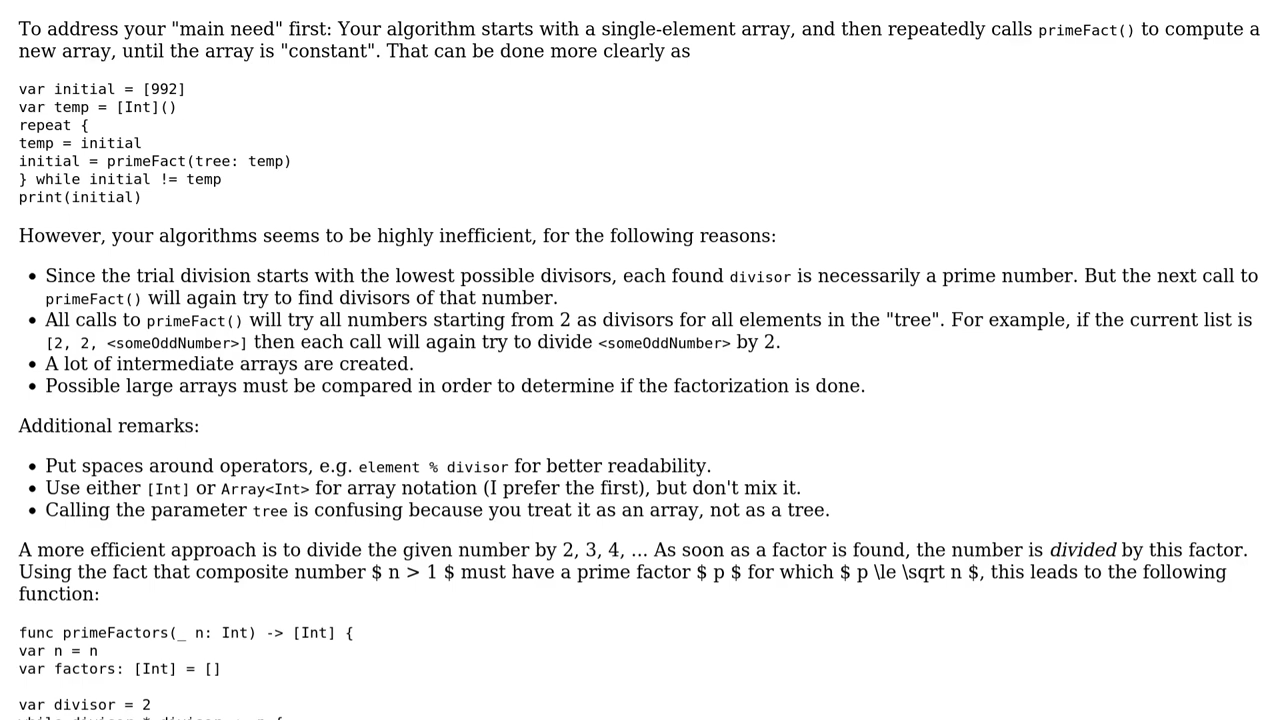 To address your "main need" first: Your algorithm starts with a single-element array, and then repeatedly calls primeFact() to compute a
new array, until the array is "constant". That can be done more clearly as
var initial = [992]
var temp = [Int]()
repeat {
temp = initial
initial = primeFact(tree: temp)
} while initial != temp
print(initial)
However, your algorithms seems to be highly inefficient, for the following reasons:
• Since the trial division starts with the lowest possible divisors, each found divisor is necessarily a prime number. But the next call to
primeFact() will again try to find divisors of that number.
• All calls to primeFact() will try all numbers starting from 2 as divisors for all elements in the "tree". For example, if the current list is
[2, 2, <someOddNumber>] then each call will again try to divide <someOddNumber> by 2.
• A lot of intermediate arrays are created.
• Possible large arrays must be compared in order to determine if the factorization is done.
Additional remarks:
• Put spaces around operators, e.g. element % divisor for better readability.
• Use either [Int] or Array<Int> for array notation (I prefer the first), but don't mix it.
• Calling the parameter tree is confusing because you treat it as an array, not as a tree.
A more efficient approach is to divide the given number by 2, 3, 4, ... As soon as a factor is found, the number is divided by this factor.
Using the fact that composite number $ n > 1 $ must have a prime factor $ p $ for which $ p \le \sqrt n $, this leads to the following
function:
func primeFactors(_ n: Int) -> [Int] {
var n = n
var factors: [Int] = []
var divisor = 2